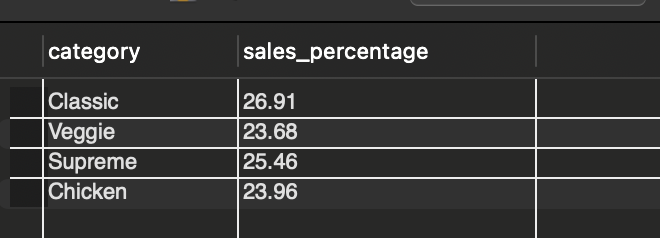 category sales_percentage
Classic 26.91
Veggie 23.68
Supreme 25.46
Chicken 23.96